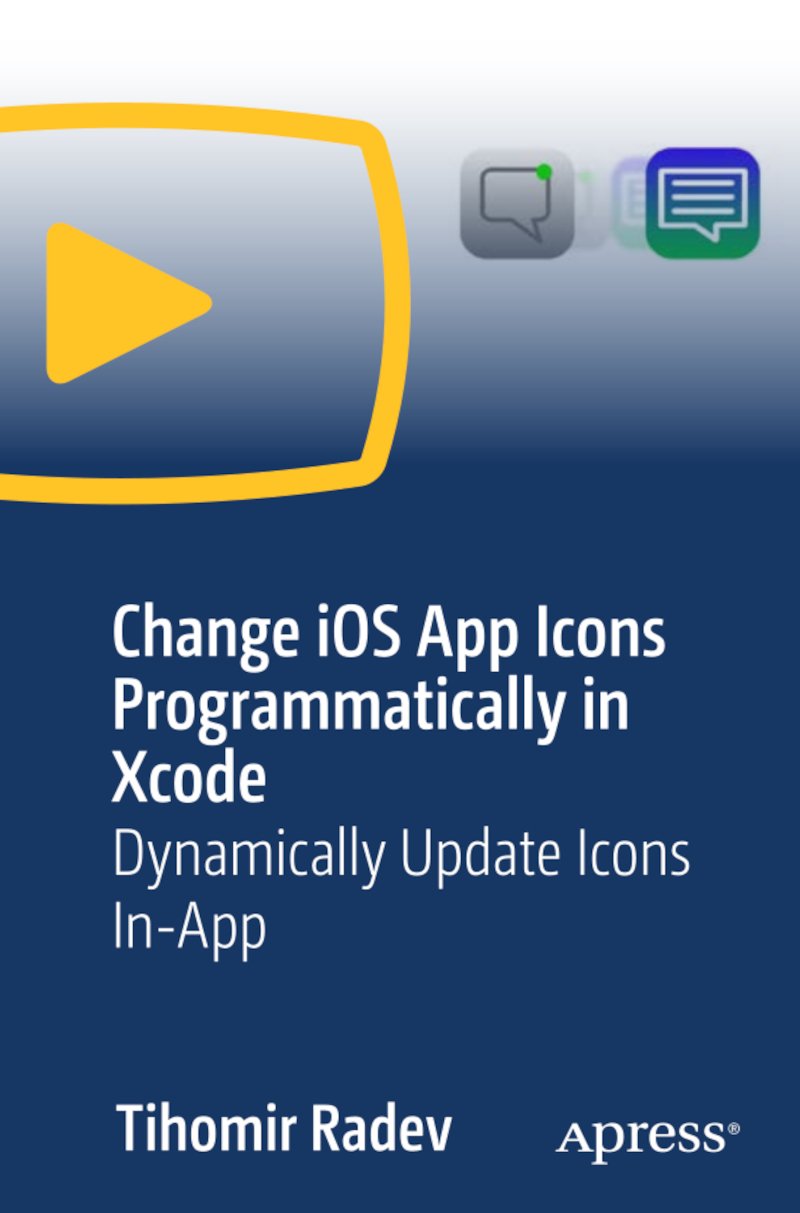 Change iOS App Icons
Programmatically in
Xcode
Dynamically Update Icons
In-App
Tihomir Radev
Apress®